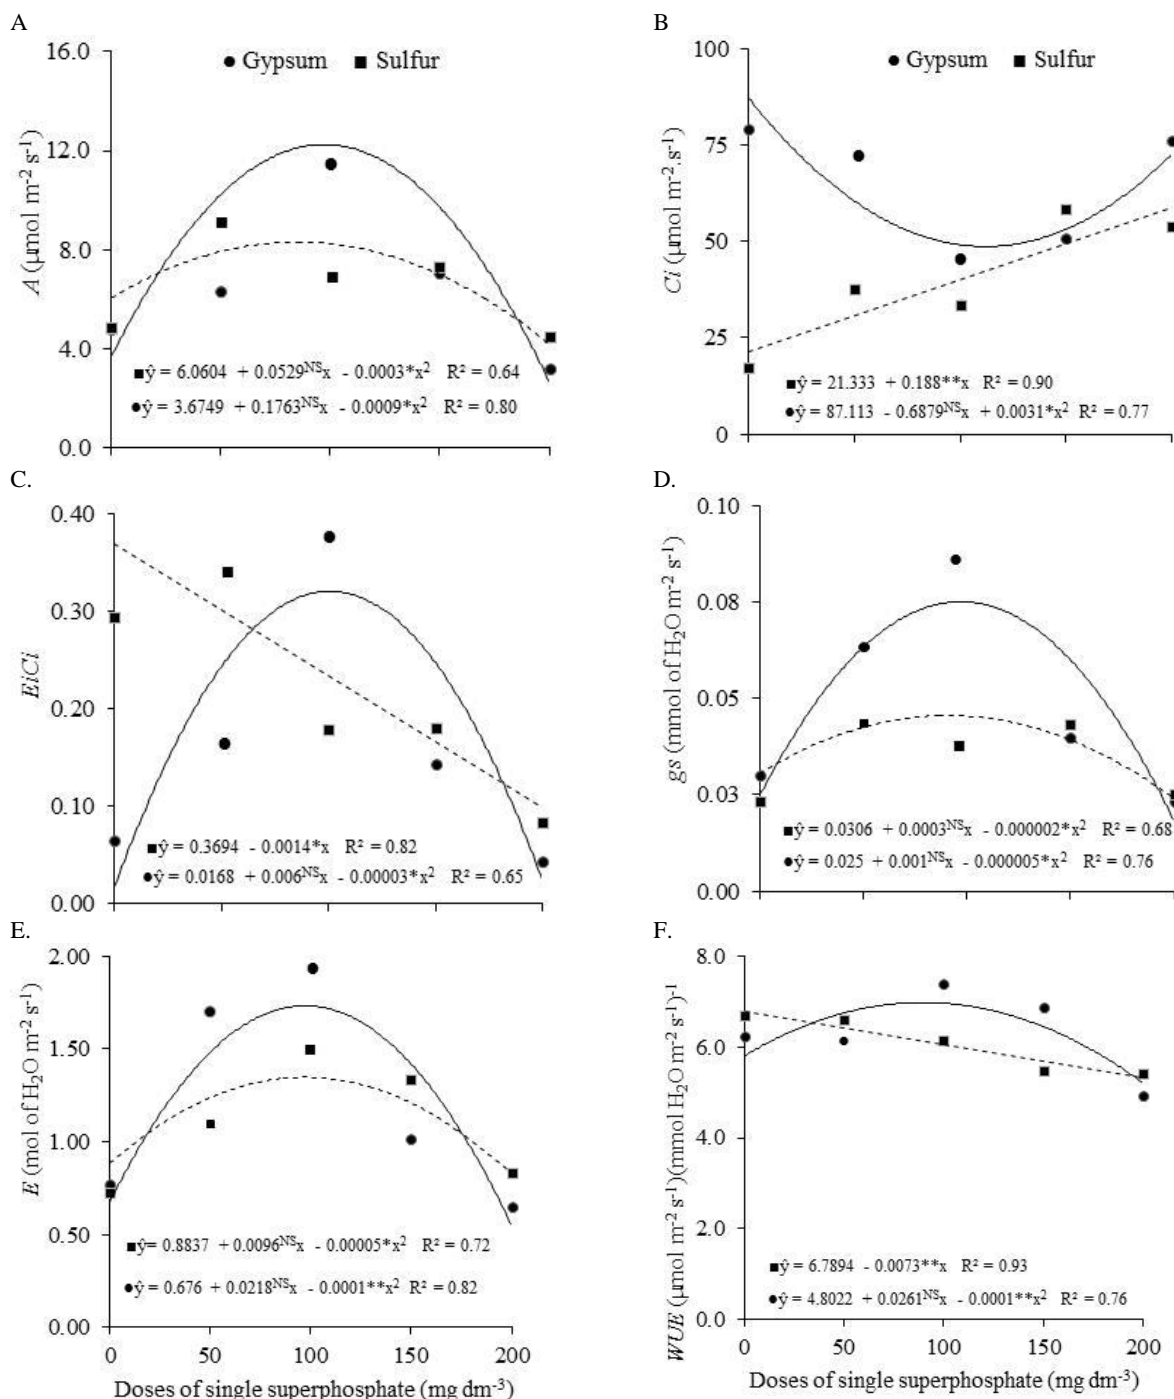 A
16.0
● Gypsum ■ Sulfur
12.0
8.0
4.0
0.0
A (μmol m⁻² s⁻¹)
■ŷ = 6.0604 + 0.0529ᴺˢx - 0.0003*x² R² = 0.64
●ŷ = 3.6749 + 0.1763ᴺˢx - 0.0009*x² R² = 0.80
B
100
● Gypsum ■ Sulfur
75
50
25
0
Ci (μmol m⁻².s⁻¹)
■ŷ = 21.333 + 0.188**x R² = 0.90
●ŷ = 87.113 - 0.6879ᴺˢx + 0.0031*x² R² = 0.77
C.
0.40
0.30
0.20
0.10
0.00
EiCi
■ŷ = 0.3694 - 0.0014*x R² = 0.82
●ŷ = 0.0168 + 0.006ᴺˢx - 0.00003*x² R² = 0.65
D.
0.10
0.08
0.05
0.03
0.00
gs (mmol of H₂O m⁻² s⁻¹)
■ŷ = 0.0306 + 0.0003ᴺˢx - 0.000002*x² R² = 0.68
●ŷ = 0.025 + 0.001ᴺˢx - 0.000005*x² R² = 0.76
E.
2.00
1.50
1.00
0.50
0.00
E (mol of H₂O m⁻² s⁻¹)
■ŷ= 0.8837 + 0.0096ᴺˢx - 0.00005*x² R² = 0.72
●ŷ = 0.676 + 0.0218ᴺˢx - 0.0001**x² R² = 0.82
0 50 100 150 200
Doses of single superphosphate (mg dm⁻³)
F.
8.0
6.0
4.0
2.0
0.0
WUE (μmol m⁻² s⁻¹)(mmol H₂O m⁻² s⁻¹)⁻¹
■ŷ = 6.7894 - 0.0073**x R² = 0.93
●ŷ = 4.8022 + 0.0261ᴺˢx - 0.0001**x² R² = 0.76
0 50 100 150 200
Doses of single superphosphate (mg dm⁻³)